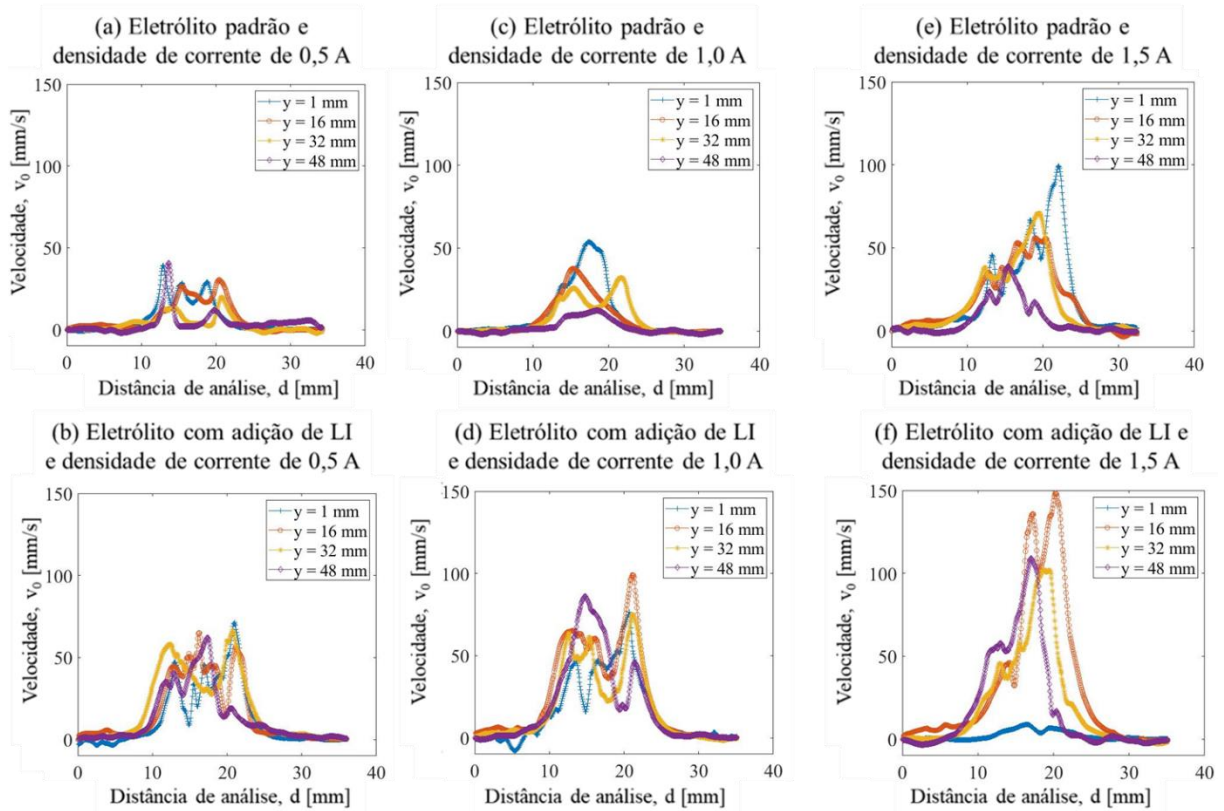 (a) Eletrólito padrão e
densidade de corrente de 0,5 A
Velocidade, v₀ [mm/s]
150
100
50
0
y = 1 mm
y = 16 mm
y = 32 mm
y = 48 mm
0 10 20 30 40
Distância de análise, d [mm]
(c) Eletrólito padrão e
densidade de corrente de 1,0 A
Velocidade, v₀ [mm/s]
150
100
50
0
y = 1 mm
y = 16 mm
y = 32 mm
y = 48 mm
0 10 20 30 40
Distância de análise, d [mm]
(e) Eletrólito padrão e
densidade de corrente de 1,5 A
Velocidade, v₀ [mm/s]
150
100
50
0
y = 1 mm
y = 16 mm
y = 32 mm
y = 48 mm
0 10 20 30 40
Distância de análise, d [mm]
(b) Eletrólito com adição de LI
e densidade de corrente de 0,5 A
Velocidade, v₀ [mm/s]
150
100
50
0
y = 1 mm
y = 16 mm
y = 32 mm
y = 48 mm
0 10 20 30 40
Distância de análise, d [mm]
(d) Eletrólito com adição de LI
e densidade de corrente de 1,0 A
Velocidade, v₀ [mm/s]
150
100
50
0
y = 1 mm
y = 16 mm
y = 32 mm
y = 48 mm
0 10 20 30 40
Distância de análise, d [mm]
(f) Eletrólito com adição de LI e
densidade de corrente de 1,5 A
Velocidade, v₀ [mm/s]
150
100
50
0
y = 1 mm
y = 16 mm
y = 32 mm
y = 48 mm
0 10 20 30 40
Distância de análise, d [mm]